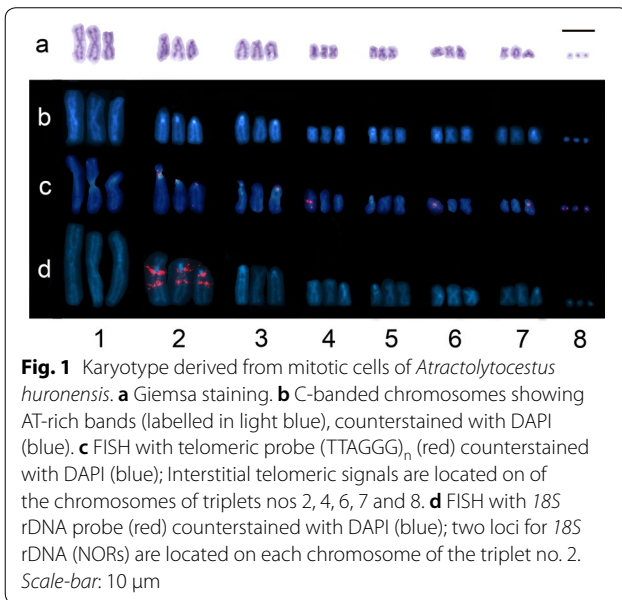 a
b
c
d
1 2 3 4 5 6 7 8
Fig. 1 Karyotype derived from mitotic cells of Atractolytocestus
huronensis. a Giemsa staining. b C-banded chromosomes showing
AT-rich bands (labelled in light blue), counterstained with DAPI
(blue). c FISH with telomeric probe (TTAGGG)n (red) counterstained
with DAPI (blue); Interstitial telomeric signals are located on of
the chromosomes of triplets nos 2, 4, 6, 7 and 8. d FISH with 18S
rDNA probe (red) counterstained with DAPI (blue); two loci for 18S
rDNA (NORs) are located on each chromosome of the triplet no. 2.
Scale-bar: 10 μm